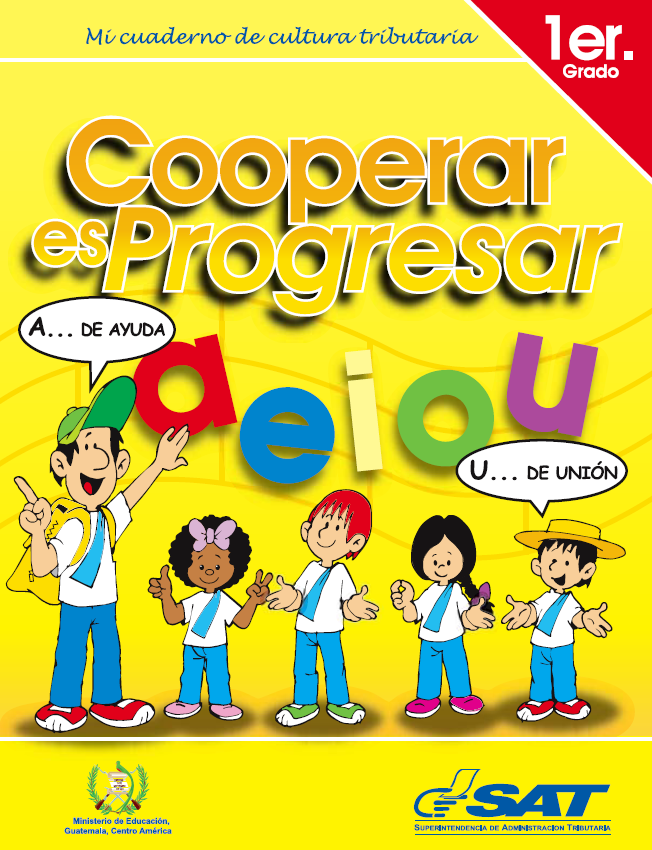 Mi cuaderno de cultura tributaria
1er.
Grado
Cooperar
es Progresar
A... DE AYUDA
a e i o u
U... DE UNIÓN
Ministerio de Educación,
Guatemala, Centro América
SAT
SUPERINTENDENCIA DE ADMINISTRACION TRIBUTARIA